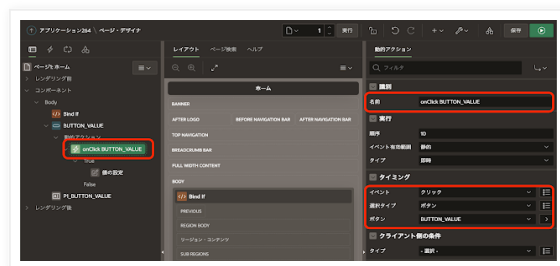 アプリケーション264 \ ページ・デザイナ
1
実行
保存
ページ1: ホーム
レンダリング前
コンポーネント
Body
Bind If
BUTTON_VALUE
動的アクション
onClick BUTTON_VALUE
True
値の設定
False
P1_BUTTON_VALUE
レンダリング後
レイアウト
ページ検索
ヘルプ
ホーム
BANNER
AFTER LOGO
BEFORE NAVIGATION BAR
AFTER NAVIGATION BAR
TOP NAVIGATION
BREADCRUMB BAR
FULL WIDTH CONTENT
BODY
Bind If
PREVIOUS
REGION BODY
リージョン・コンテンツ
SUB REGIONS
動的アクション
フィルタ
識別
名前 onClick BUTTON_VALUE
実行
順序 10
イベント有効範囲 静的
タイプ 即時
タイミング
イベント クリック
選択タイプ ボタン
ボタン BUTTON_VALUE
クライアント側の条件
タイプ - 選択 -